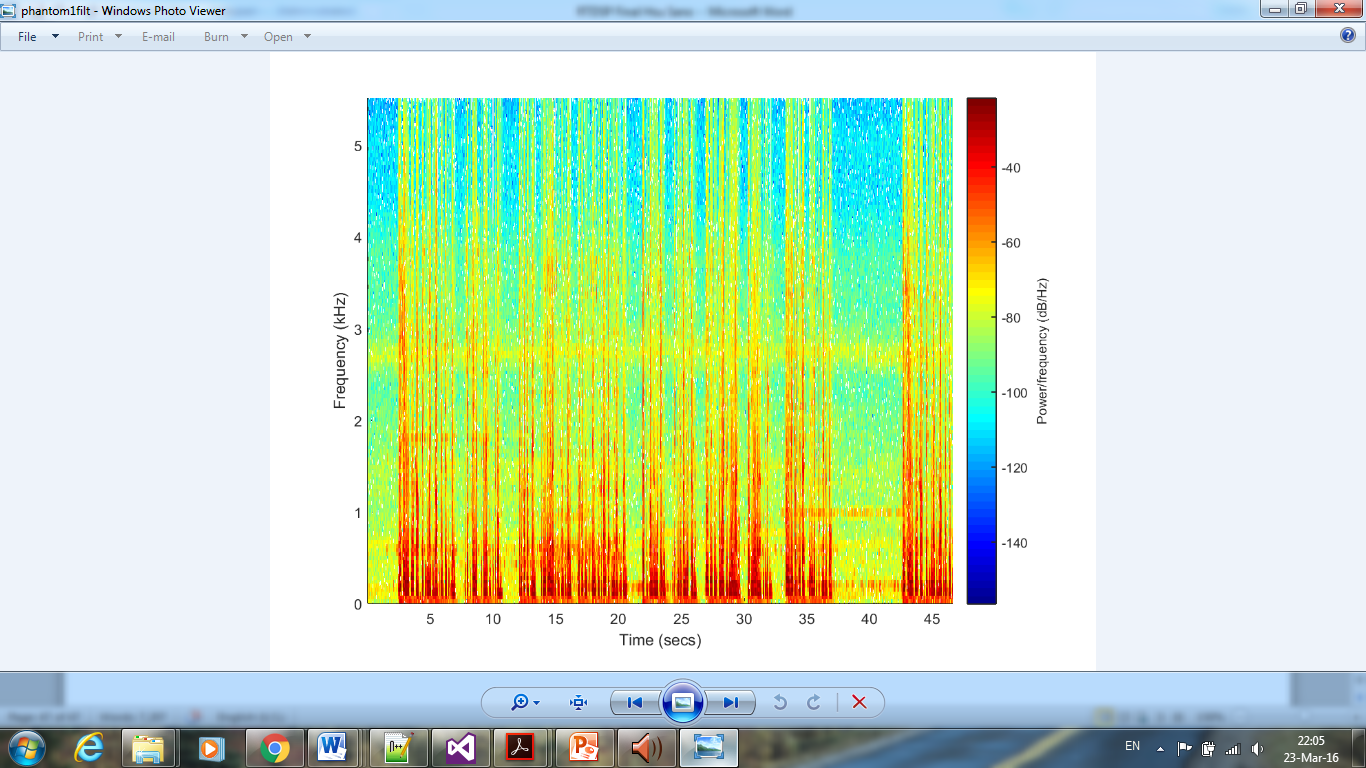 phantom1filt - Windows Photo Viewer
File Print E-mail Burn Open
5
4
3
2
1
0
Frequency (kHz)
5 10 15 20 25 30 35 40 45
Time (secs)
-40
-60
-80
-100
-120
-140
Power/frequency (dB/Hz)
W
n++
P
EN
22:05
23-Mar-16